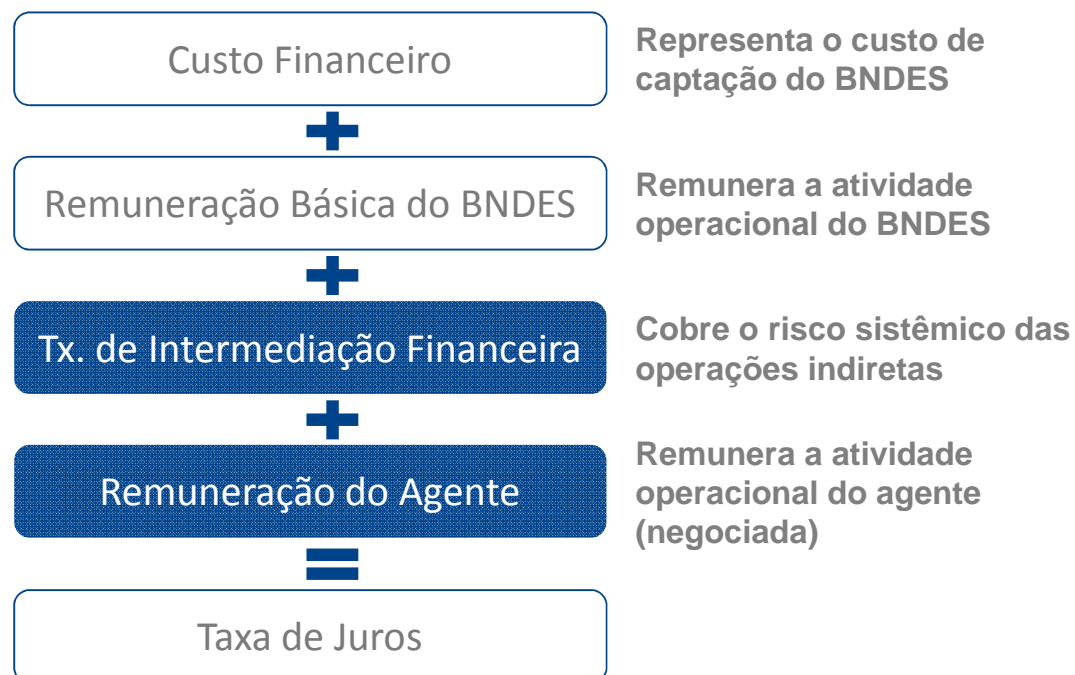 Custo Financeiro
Representa o custo de
captação do BNDES
+
Remuneração Básica do BNDES
Remunera a atividade
operacional do BNDES
+
Tx. de Intermediação Financeira
Cobre o risco sistêmico das
operações indiretas
+
Remuneração do Agente
Remunera a atividade
operacional do agente
(negociada)
=
Taxa de Juros